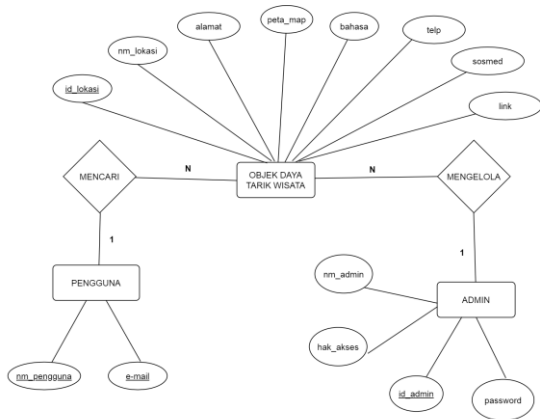 peta_map
alamat
bahasa
telp
nm_lokasi
sosmed
id_lokasi
link
MENCARI
N
OBJEK DAYA
TARIK WISATA
N
MENGELOLA
1
1
PENGGUNA
nm_admin
ADMIN
hak_akses
nm_pengguna
e-mail
id_admin
password